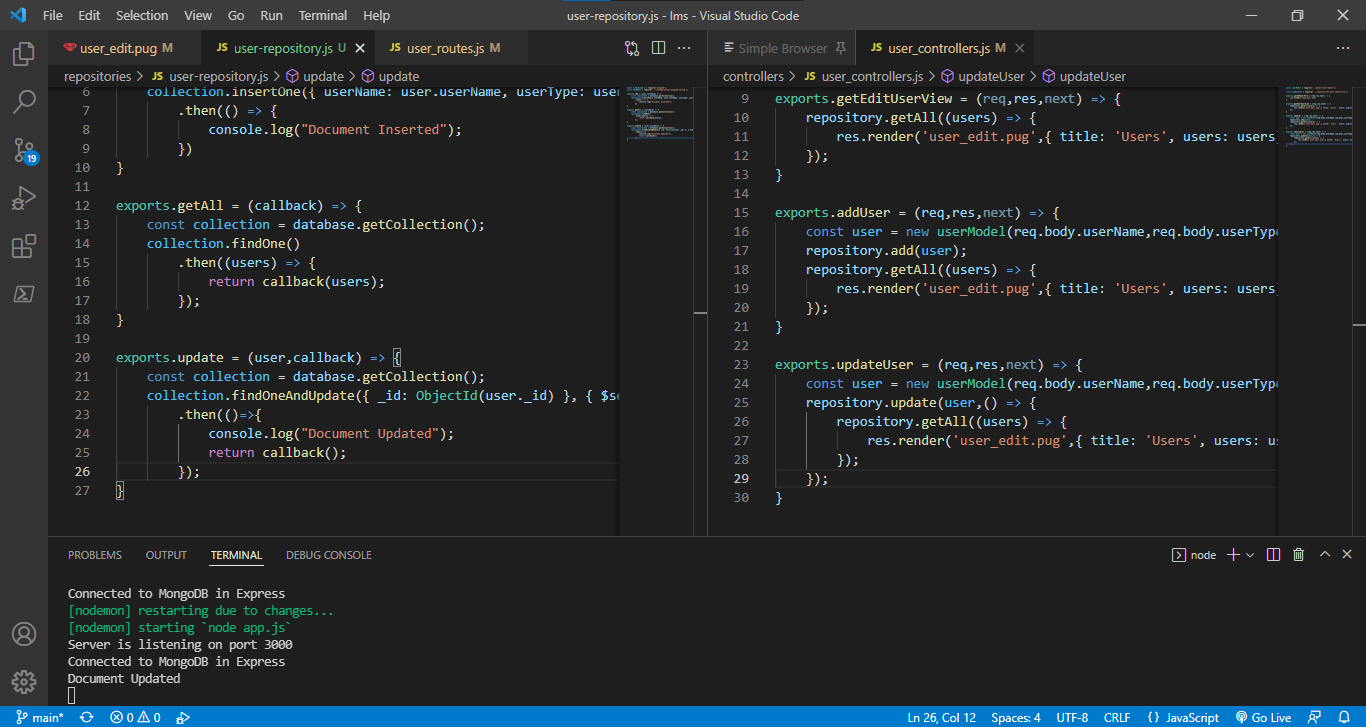 File Edit Selection View Go Run Terminal Help
user-repository.js - lms - Visual Studio Code
user_edit.pug M
JS user-repository.js U
JS user_routes.js M
repositories > JS user-repository.js > update > update
6 collection.insertOne({ userName: user.userName, userType: use
7 .then(() => {
8 console.log("Document Inserted");
9 })
10 }
11
12 exports.getAll = (callback) => {
13 const collection = database.getCollection();
14 collection.findOne()
15 .then((users) => {
16 return callback(users);
17 });
18 }
19
20 exports.update = (user,callback) => {
21 const collection = database.getCollection();
22 collection.findOneAndUpdate({ _id: ObjectId(user._id) }, { $se
23 .then(()=>{
24 console.log("Document Updated");
25 return callback();
26 });
27 }
Simple Browser
JS user_controllers.js M
controllers > JS user_controllers.js > updateUser > updateUser
9 exports.getEditUserView = (req,res,next) => {
10 repository.getAll((users) => {
11 res.render('user_edit.pug',{ title: 'Users', users: users
12 });
13 }
14
15 exports.addUser = (req,res,next) => {
16 const user = new userModel(req.body.userName,req.body.userType
17 repository.add(user);
18 repository.getAll((users) => {
19 res.render('user_edit.pug',{ title: 'Users', users: users
20 });
21 }
22
23 exports.updateUser = (req,res,next) => {
24 const user = new userModel(req.body.userName,req.body.userType
25 repository.update(user,() => {
26 repository.getAll((users) => {
27 res.render('user_edit.pug',{ title: 'Users', users: us
28 });
29 });
30 }
19
PROBLEMS OUTPUT TERMINAL DEBUG CONSOLE
node
Connected to MongoDB in Express
[nodemon] restarting due to changes...
[nodemon] starting `node app.js`
Server is listening on port 3000
Connected to MongoDB in Express
Document Updated
main* 0 0
Ln 26, Col 12 Spaces: 4 UTF-8 CRLF {} JavaScript Go Live